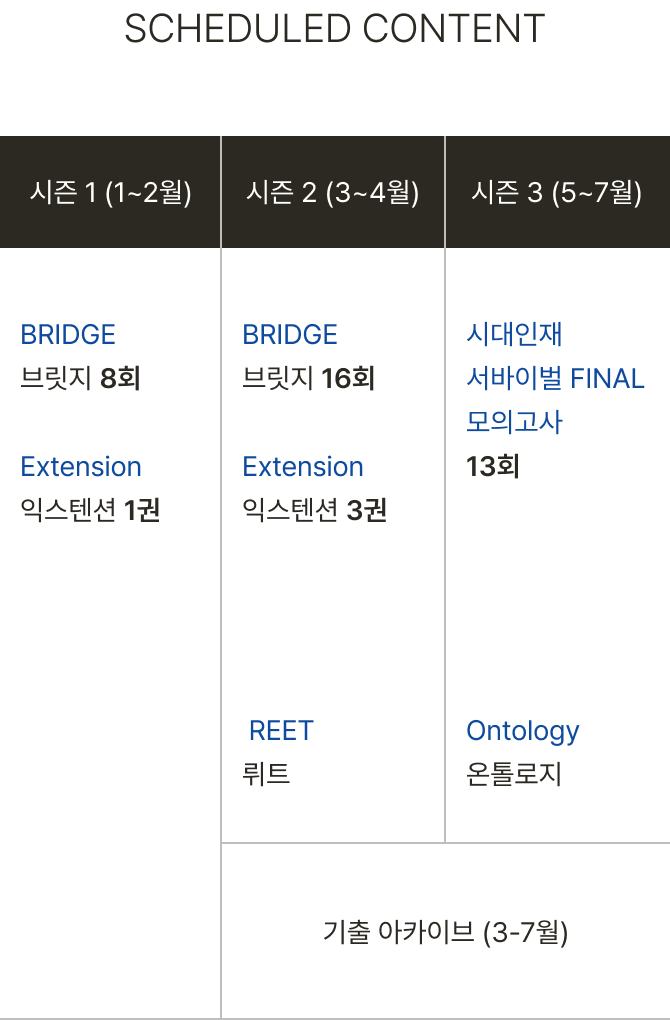 SCHEDULED CONTENT
시즌 1 (1~2월)
시즌 2 (3~4월)
시즌 3 (5~7월)
BRIDGE
브릿지 8회
Extension
익스텐션 1권
BRIDGE
브릿지 16회
Extension
익스텐션 3권
REET
뤼트
시대인재
서바이벌 FINAL
모의고사
13회
Ontology
온톨로지
기출 아카이브 (3-7월)